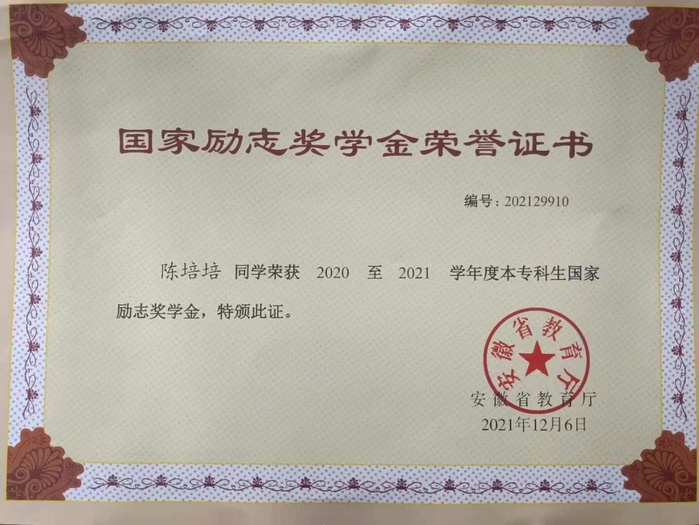 国家励志奖学金荣誉证书
编号：202129910
陈培培 同学荣获 2020 至 2021 学年度本专科生国家
励志奖学金，特颁此证。
安徽省教育厅
安徽省教育厅
2021年12月6日